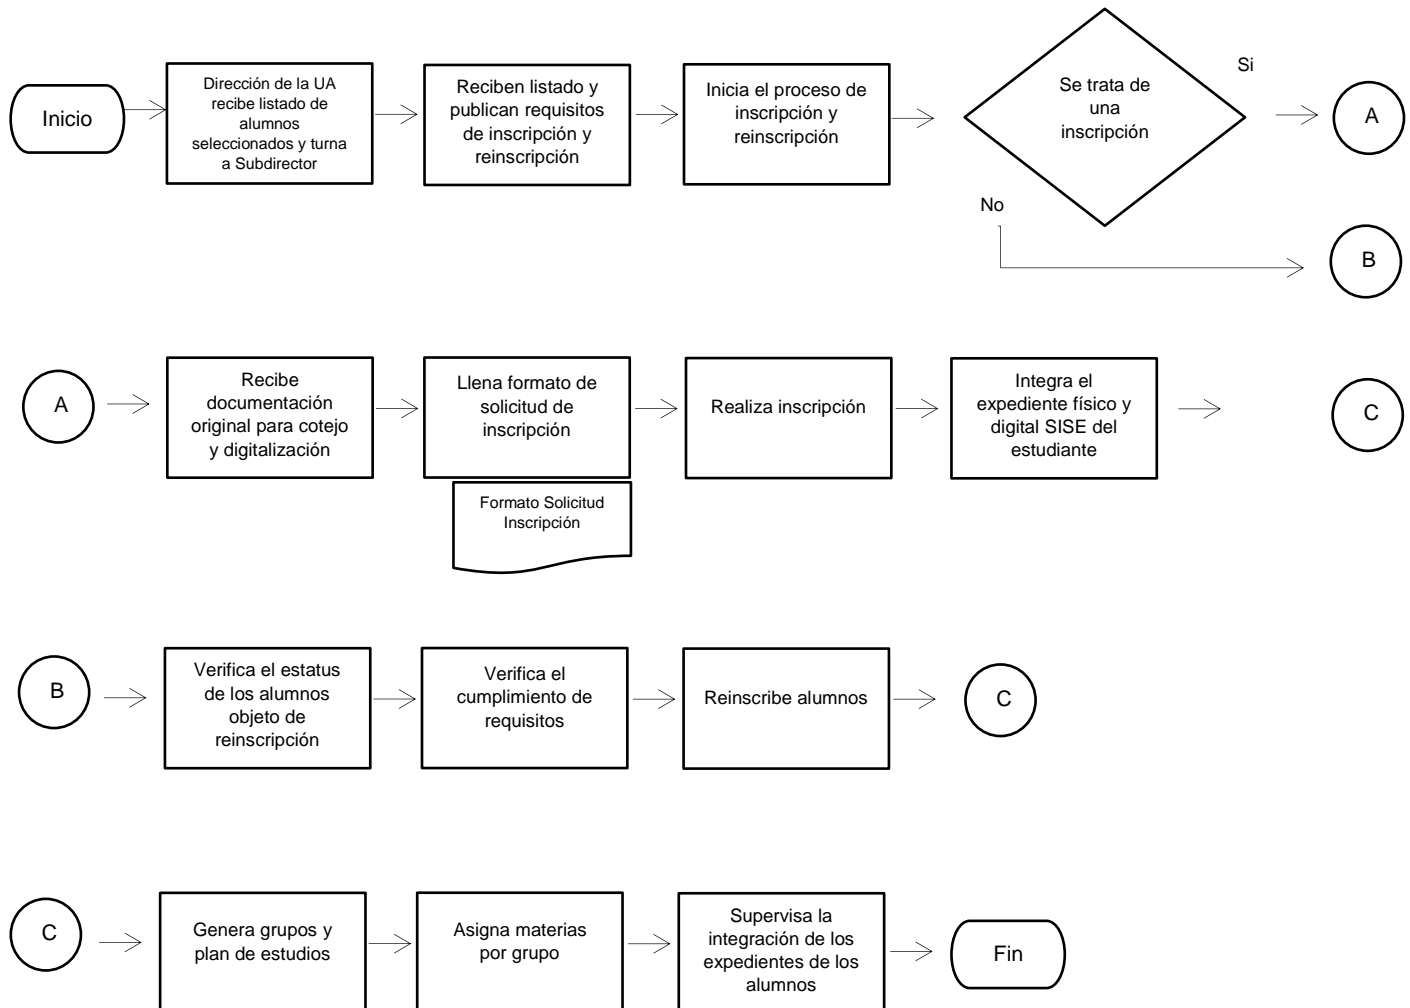 Inicio
Dirección de la UA
recibe listado de
alumnos
seleccionados y turna
a Subdirector
Reciben listado y
publican requisitos
de inscripción y
reinscripción
Inicia el proceso de
inscripción y
reinscripción
Se trata de
una
inscripción
Si
A
No
B
A
Recibe
documentación
original para cotejo
y digitalización
Llena formato de
solicitud de
inscripción
Formato Solicitud
Inscripción
Realiza inscripción
Integra el
expediente físico y
digital SISE del
estudiante
C
B
Verifica el estatus
de los alumnos
objeto de
reinscripción
Verifica el
cumplimiento de
requisitos
Reinscribe alumnos
C
C
Genera grupos y
plan de estudios
Asigna materias
por grupo
Supervisa la
integración de los
expedientes de los
alumnos
Fin